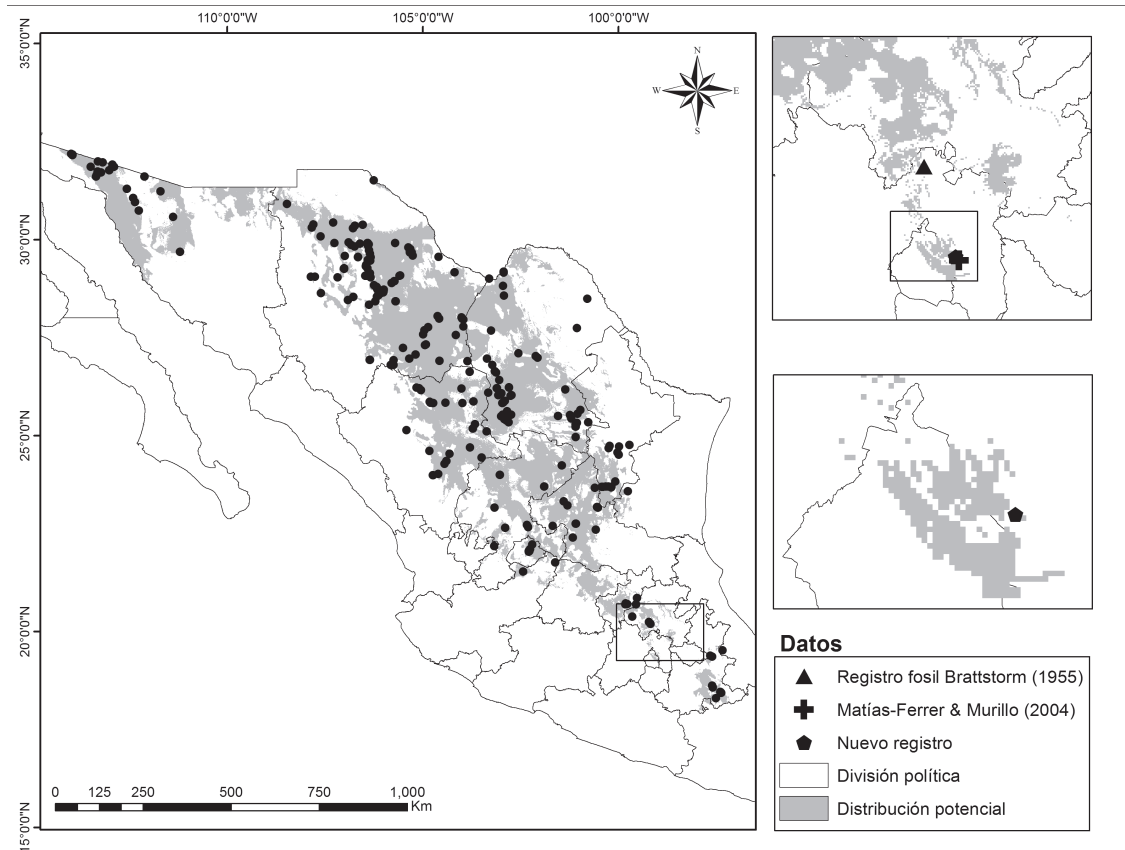 110°0'0"W 105°0'0"W 100°0'0"W
35°0'0"N
30°0'0"N
25°0'0"N
20°0'0"N
15°0'0"N
N
W E
S
0 125 250 500 750 1,000
Km
Datos
Registro fosil Brattstorm (1955)
Matías-Ferrer & Murillo (2004)
Nuevo registro
División política
Distribución potencial